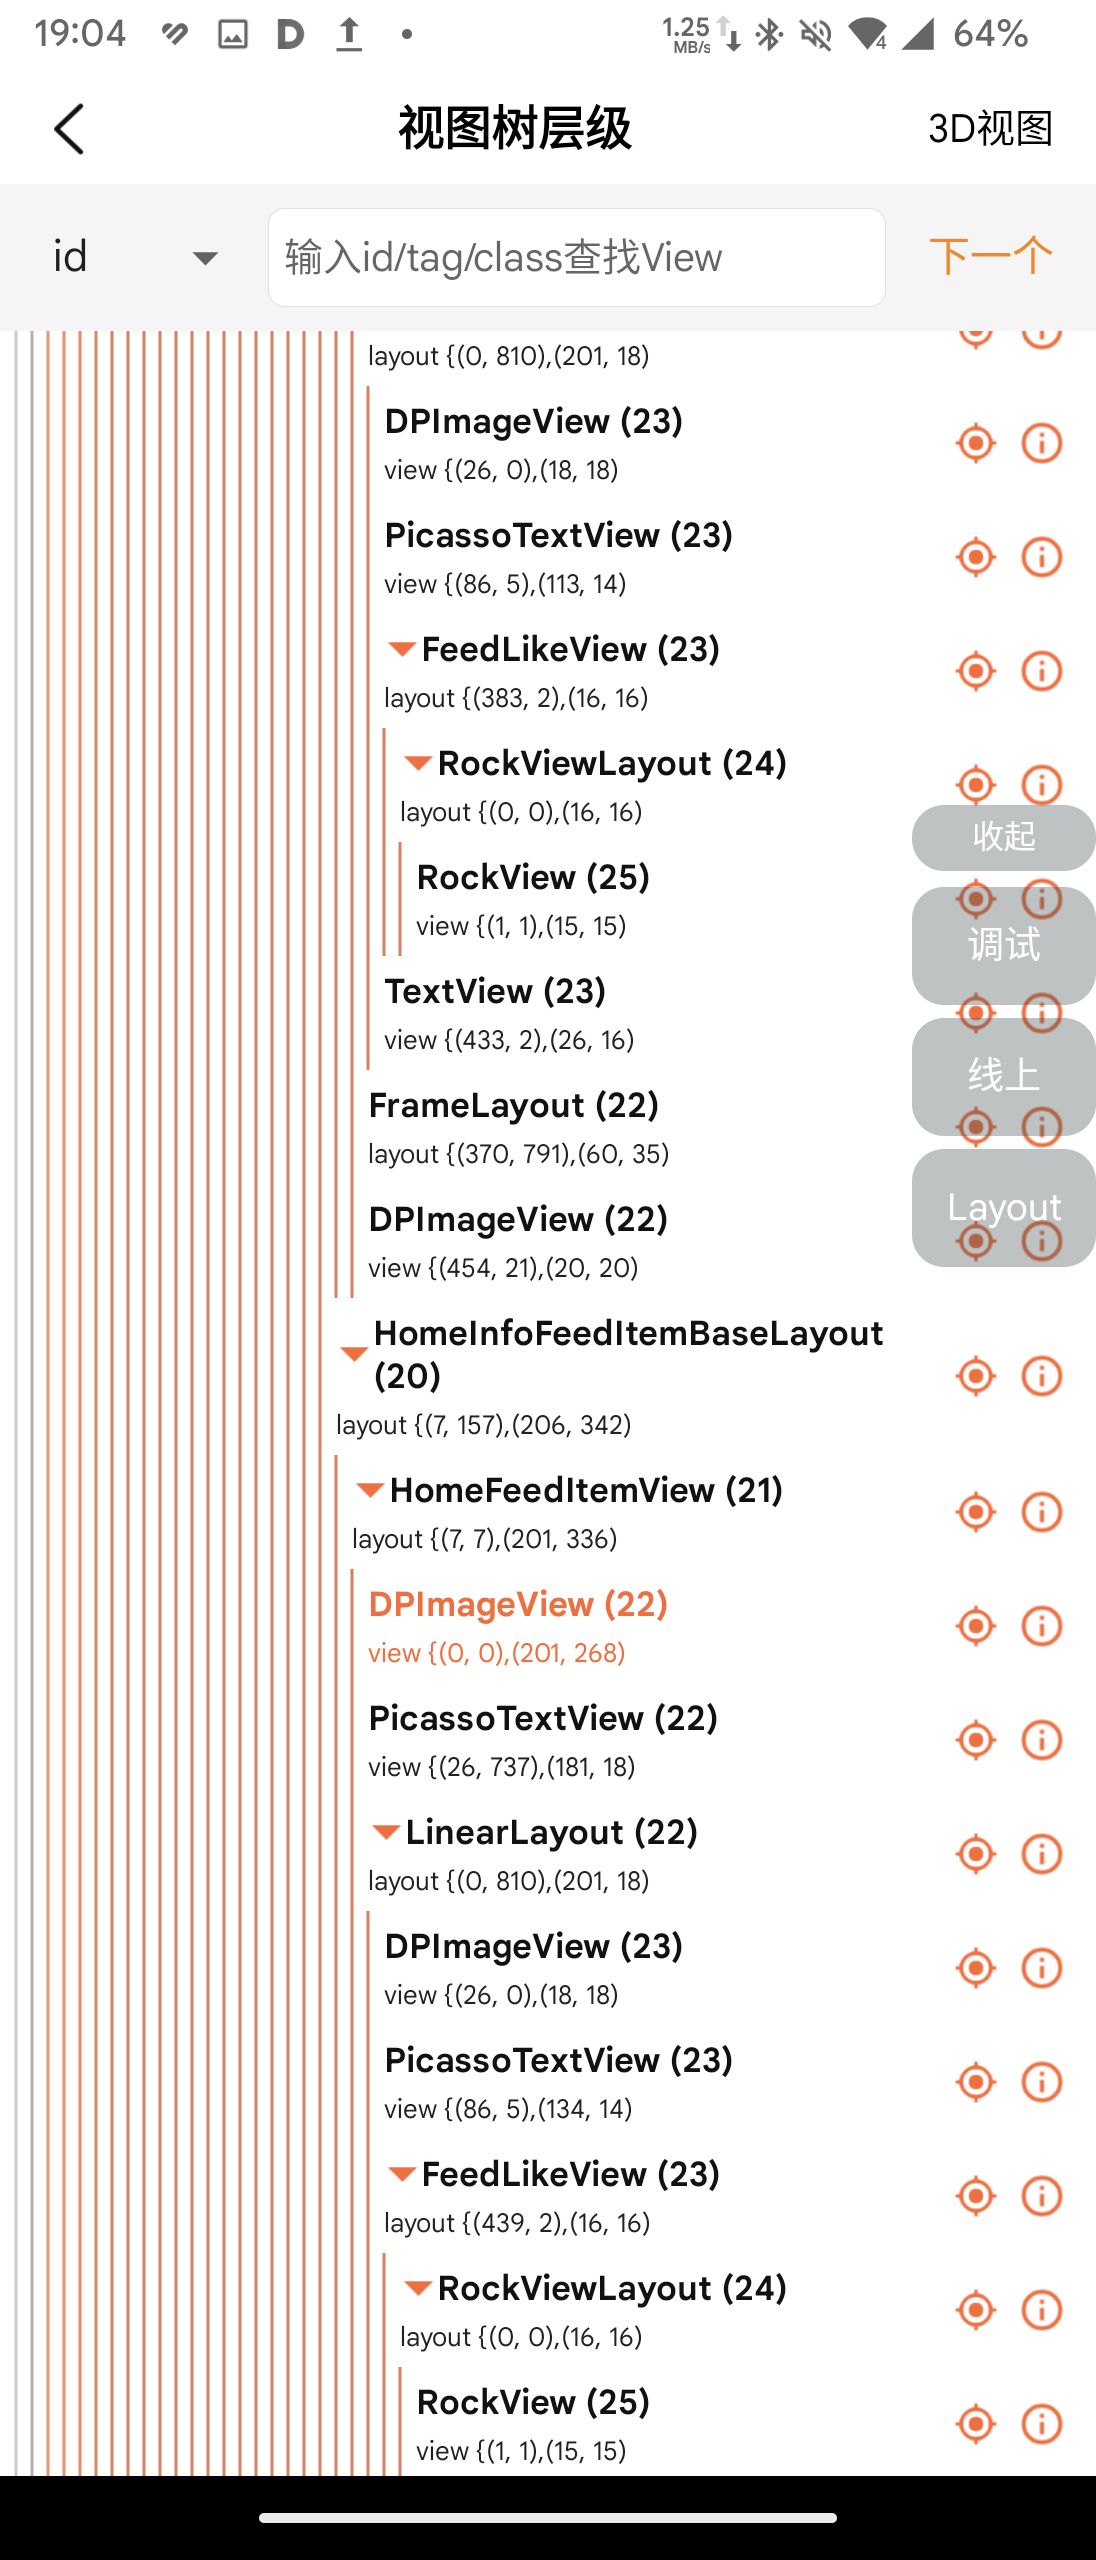 19:04
1.25
MB/s
4
64%
视图树层级
3D视图
id
输入id/tag/class查找View
下一个
layout {(0, 810),(201, 18)
DPImageView (23)
view {(26, 0),(18, 18)
PicassoTextView (23)
view {(86, 5),(113, 14)
FeedLikeView (23)
layout {(383, 2),(16, 16)
RockViewLayout (24)
layout {(0, 0),(16, 16)
收起
RockView (25)
view {(1, 1),(15, 15)
调试
TextView (23)
view {(433, 2),(26, 16)
线上
FrameLayout (22)
layout {(370, 791),(60, 35)
Layout
DPImageView (22)
view {(454, 21),(20, 20)
HomeInfoFeedItemBaseLayout
(20)
layout {(7, 157),(206, 342)
HomeFeedItemView (21)
layout {(7, 7),(201, 336)
DPImageView (22)
view {(0, 0),(201, 268)
PicassoTextView (22)
view {(26, 737),(181, 18)
LinearLayout (22)
layout {(0, 810),(201, 18)
DPImageView (23)
view {(26, 0),(18, 18)
PicassoTextView (23)
view {(86, 5),(134, 14)
FeedLikeView (23)
layout {(439, 2),(16, 16)
RockViewLayout (24)
layout {(0, 0),(16, 16)
RockView (25)
view {(1, 1),(15, 15)